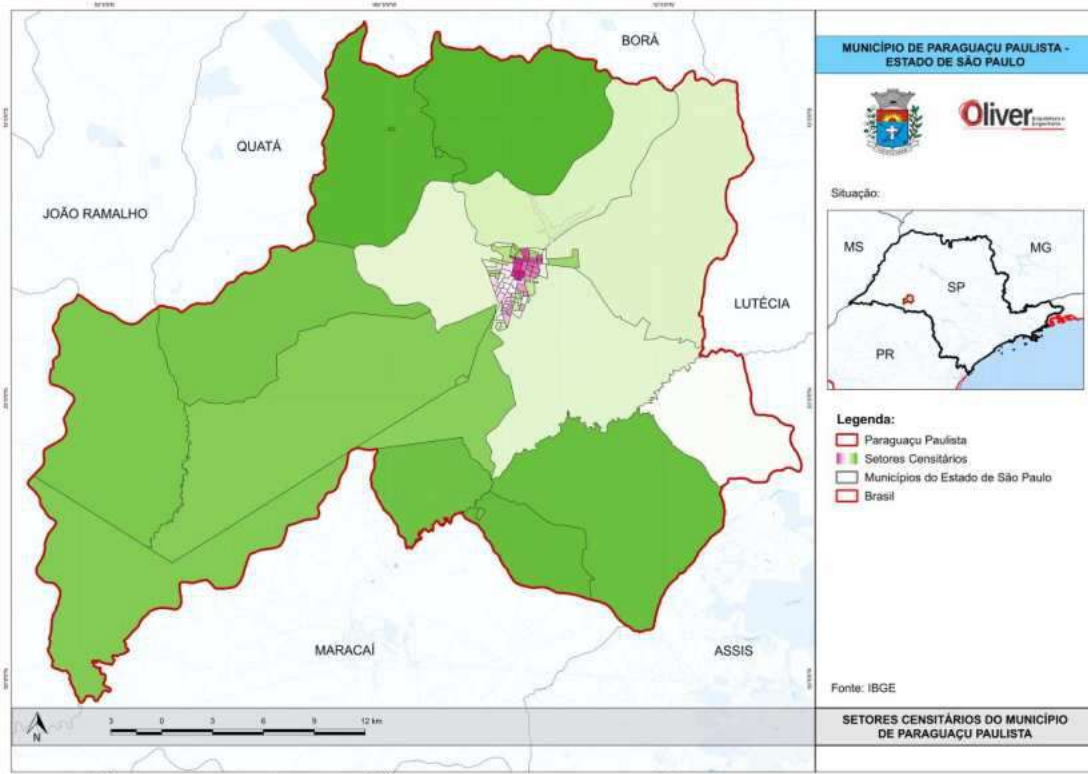 BORÁ
QUATÁ
JOÃO RAMALHO
LUTÉCIA
MARACAÍ
ASSIS
N
3 0 3 6 9 12 km
MUNICÍPIO DE PARAGUAÇU PAULISTA -
ESTADO DE SÃO PAULO
Oliver
Situação:
MS
MG
SP
PR
Legenda:
Paraguaçu Paulista
Setores Censitários
Municípios do Estado de São Paulo
Brasil
Fonte: IBGE
SETORES CENSITÁRIOS DO MUNICÍPIO
DE PARAGUAÇU PAULISTA